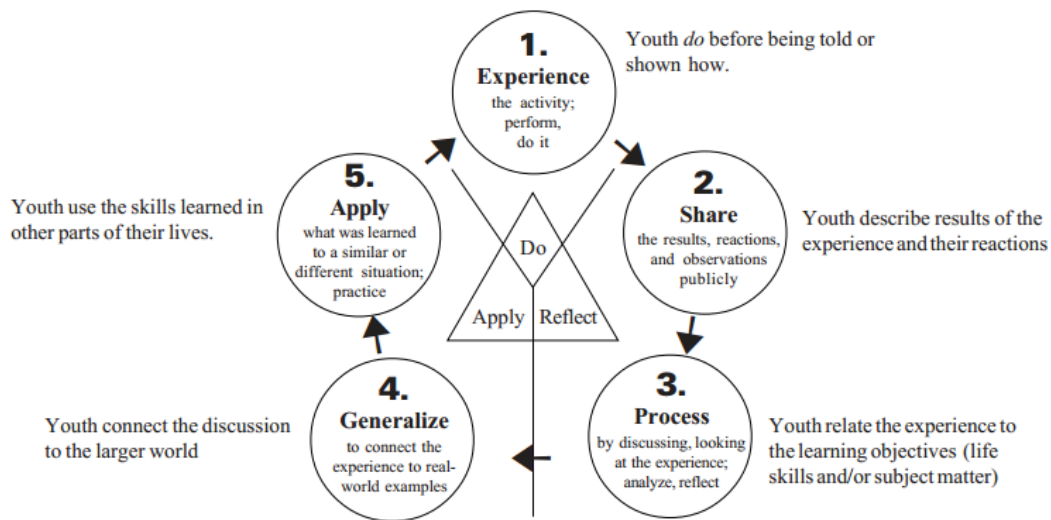 1.
Experience
the activity;
perform,
do it
Youth do before being told or
shown how.
2.
Share
the results, reactions,
and observations
publicly
Youth describe results of the
experience and their reactions
3.
Process
by discussing, looking
at the experience;
analyze, reflect
Youth relate the experience to
the learning objectives (life
skills and/or subject matter)
4.
Generalize
to connect the
experience to real-
world examples
Youth connect the discussion
to the larger world
5.
Apply
what was learned
to a similar or
different situation;
practice
Youth use the skills learned in
other parts of their lives.
Do
Apply
Reflect